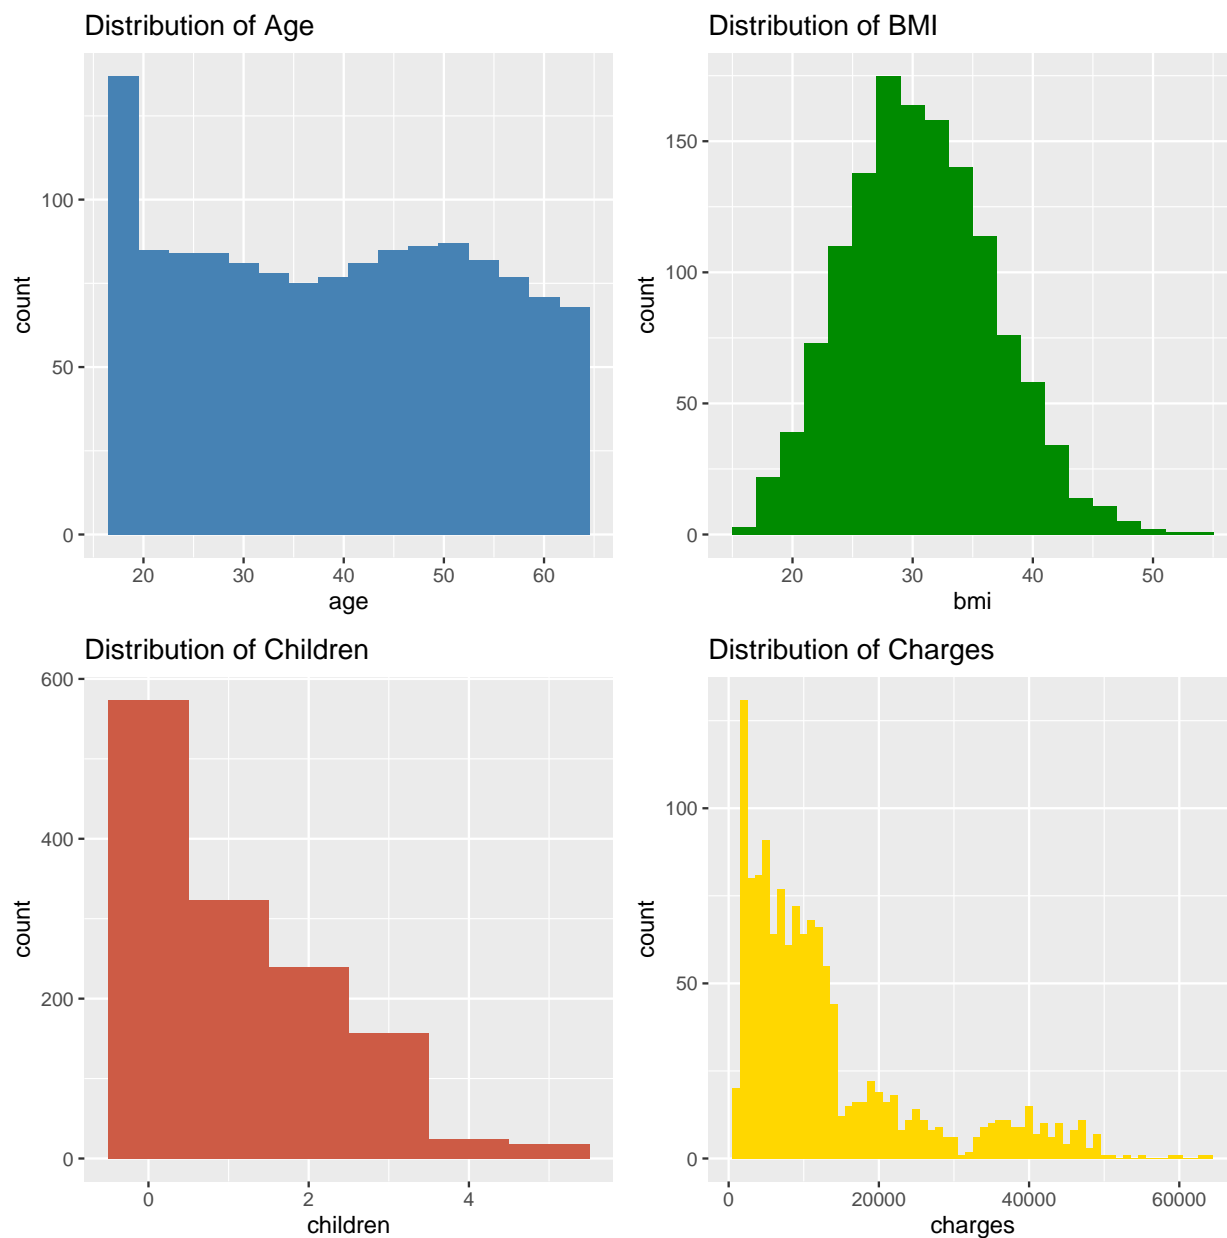 Distribution of Age
count
100
50
0
20 30 40 50 60
age
Distribution of BMI
count
150
100
50
0
20 30 40 50
bmi
Distribution of Children
count
600
400
200
0
0 2 4
children
Distribution of Charges
count
100
50
0
0 20000 40000 60000
charges